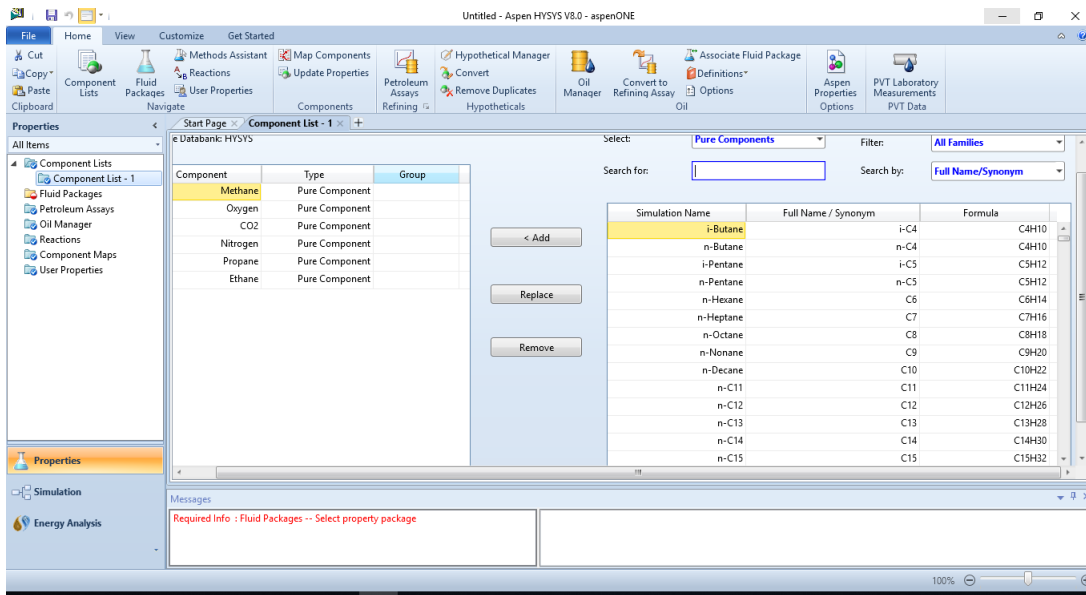 Untitled - Aspen HYSYS V8.0 - aspenONE
File Home View Customize Get Started
Cut
Copy
Paste
Clipboard
Component Lists
Fluid Packages
Methods Assistant
Reactions
User Properties
Navigate
Map Components
Update Properties
Components
Petroleum Assays
Refining
Hypothetical Manager
Convert
Remove Duplicates
Hypotheticals
Oil Manager
Convert to Refining Assay
Associate Fluid Package
Definitions
Options
Oil
Aspen Properties
Options
PVT Laboratory Measurements
PVT Data
Properties <
All Items
Component Lists
Component List - 1
Fluid Packages
Petroleum Assays
Oil Manager
Reactions
Component Maps
User Properties
Properties
Simulation
Energy Analysis
Start Page × Component List - 1 × +
e Databank: HYSYS
Component Type Group
Methane Pure Component
Oxygen Pure Component
CO2 Pure Component
Nitrogen Pure Component
Propane Pure Component
Ethane Pure Component
< Add
Replace
Remove
Select: Pure Components Filter: All Families
Search for: Search by: Full Name/Synonym
Simulation Name Full Name / Synonym Formula
i-Butane i-C4 C4H10
n-Butane n-C4 C4H10
i-Pentane i-C5 C5H12
n-Pentane n-C5 C5H12
n-Hexane C6 C6H14
n-Heptane C7 C7H16
n-Octane C8 C8H18
n-Nonane C9 C9H20
n-Decane C10 C10H22
n-C11 C11 C11H24
n-C12 C12 C12H26
n-C13 C13 C13H28
n-C14 C14 C14H30
n-C15 C15 C15H32
Messages
Required Info : Fluid Packages -- Select property package
100%